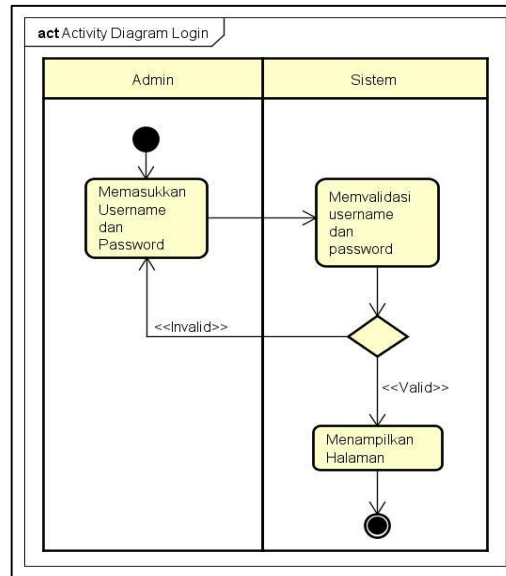 act Activity Diagram Login
Admin
Sistem
Memasukkan
Username
dan
Password
Memvalidasi
username
dan
password
<<Invalid>>
<<Valid>>
Menampilkan
Halaman